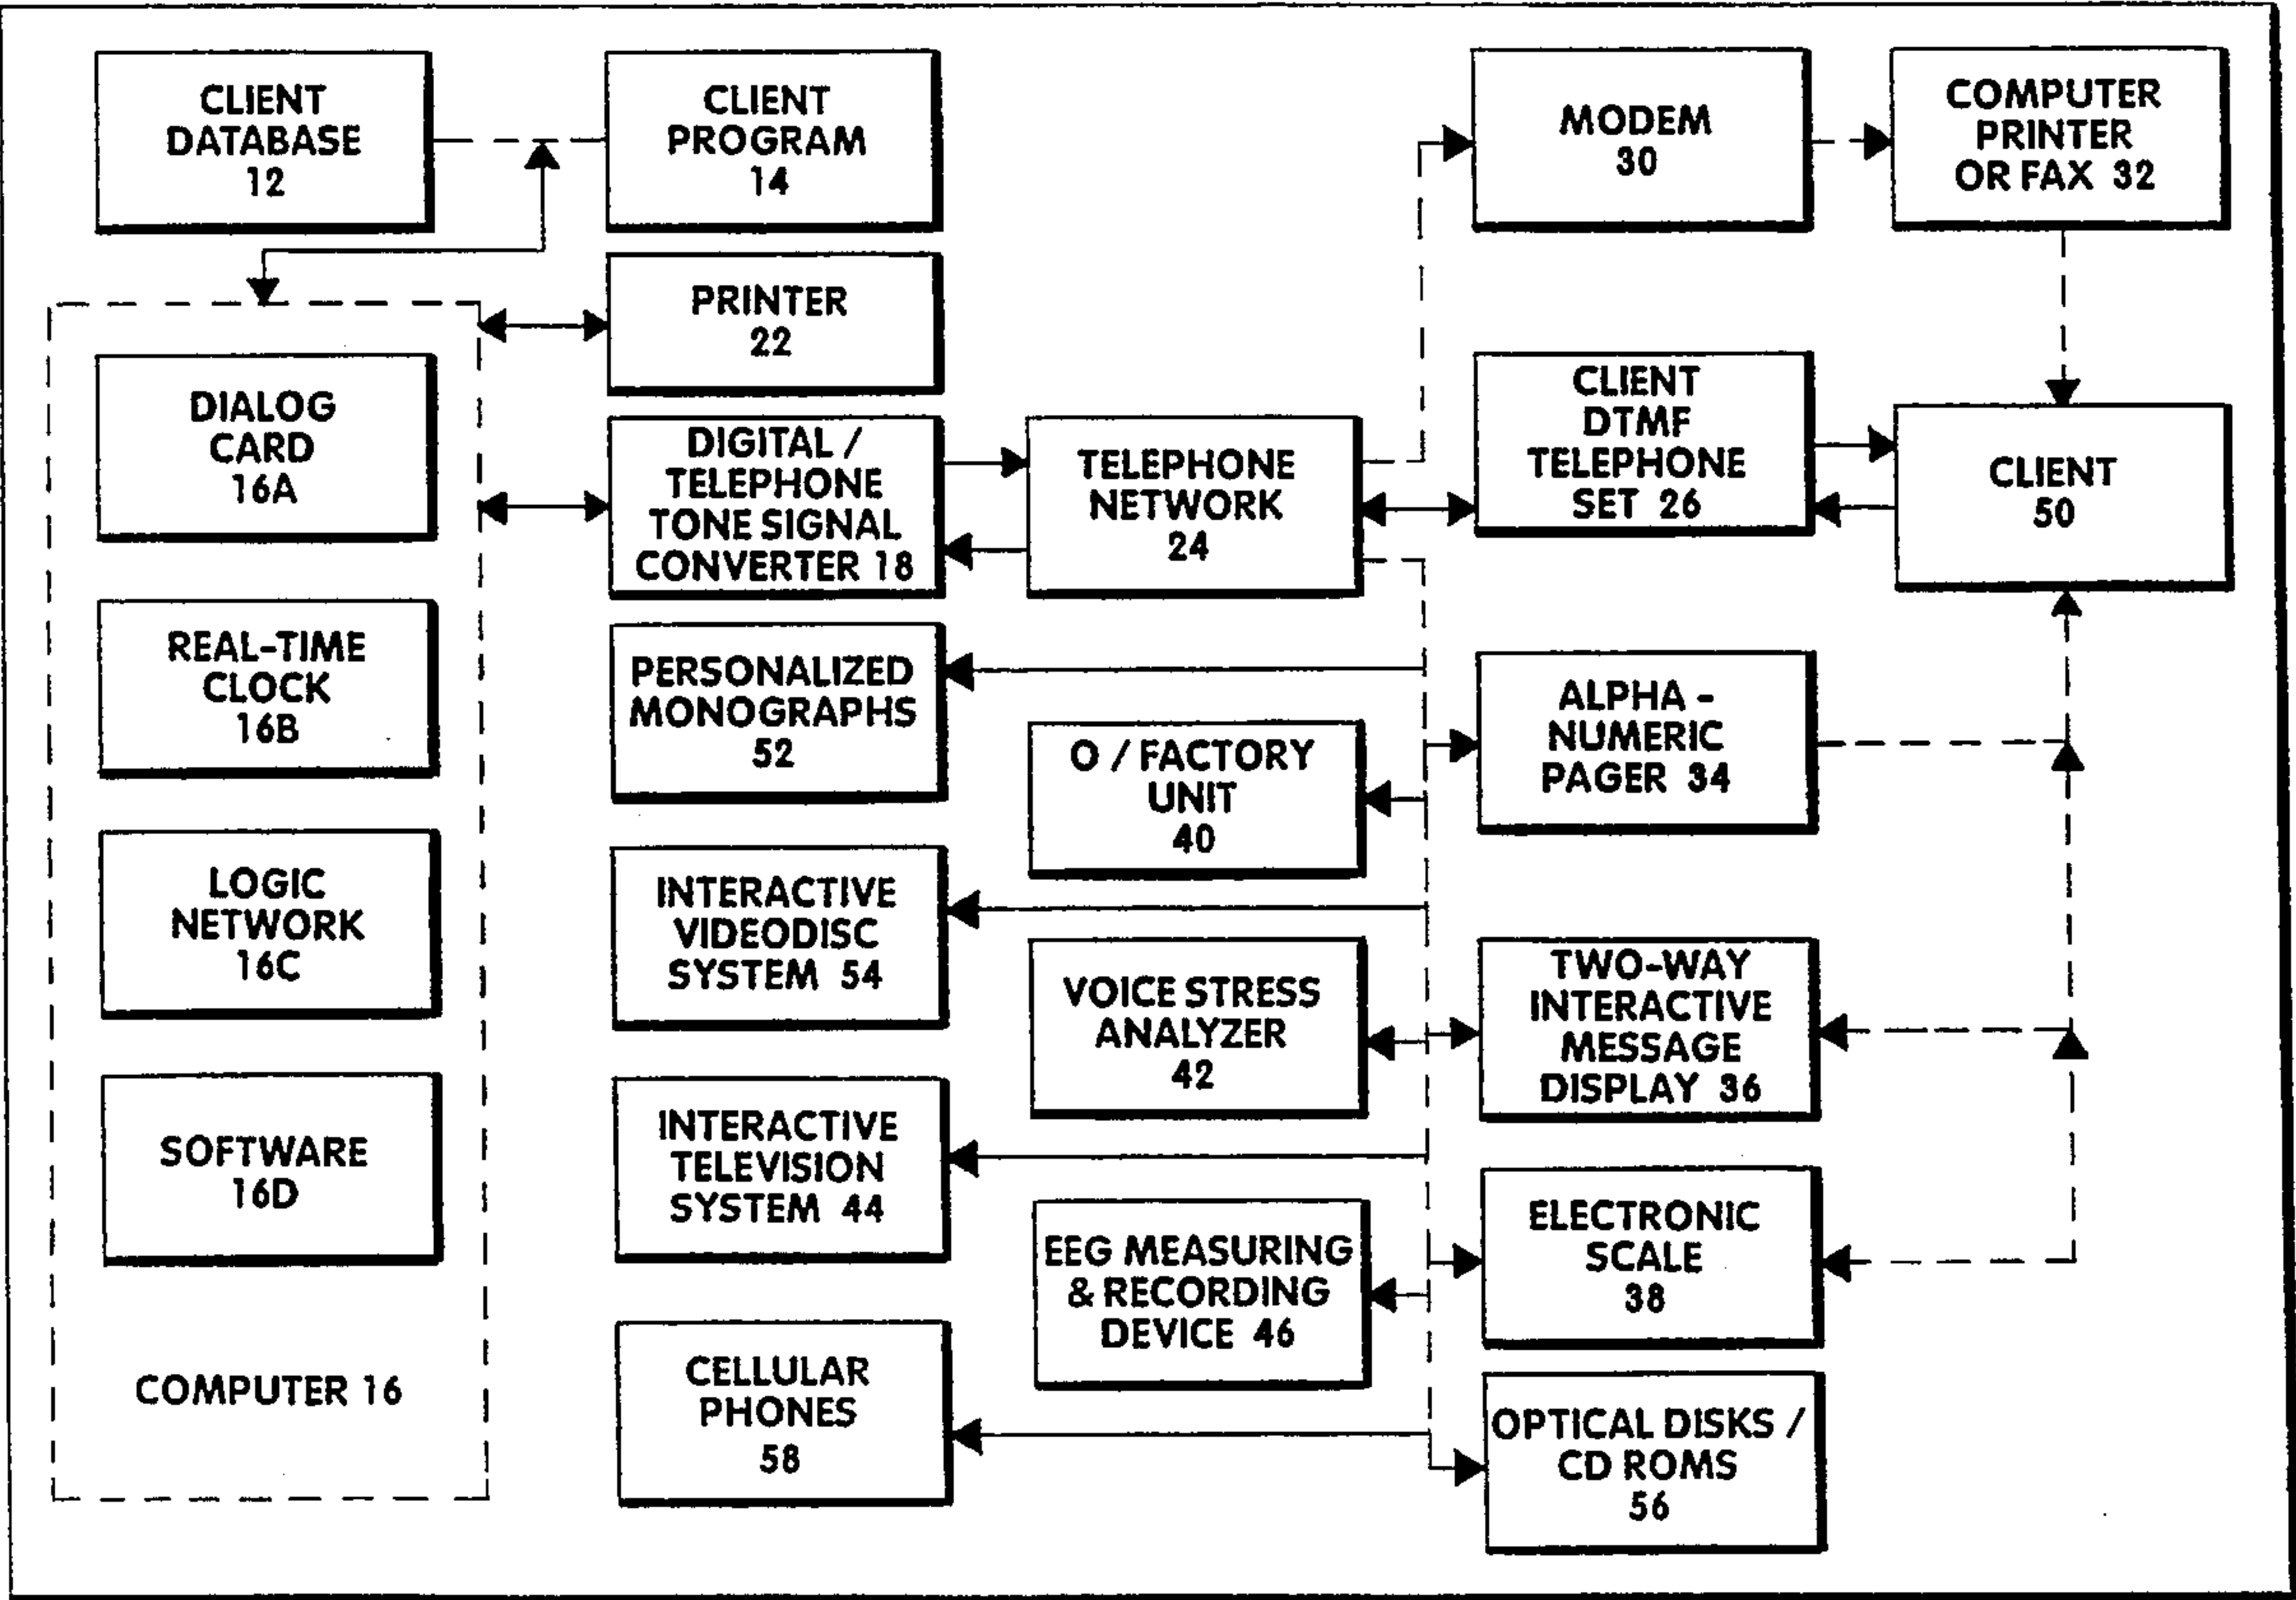 CLIENT
DATABASE
12
CLIENT
PROGRAM
14
MODEM
30
COMPUTER
PRINTER
OR FAX 32
PRINTER
22
DIALOG
CARD
16A
DIGITAL /
TELEPHONE
TONE SIGNAL
CONVERTER 18
TELEPHONE
NETWORK
24
CLIENT
DTMF
TELEPHONE
SET 26
CLIENT
50
REAL-TIME
CLOCK
16B
PERSONALIZED
MONOGRAPHS
52
O / FACTORY
UNIT
40
ALPHA -
NUMERIC
PAGER 34
LOGIC
NETWORK
16C
INTERACTIVE
VIDEODISC
SYSTEM 54
VOICE STRESS
ANALYZER
42
TWO-WAY
INTERACTIVE
MESSAGE
DISPLAY 36
SOFTWARE
16D
INTERACTIVE
TELEVISION
SYSTEM 44
EEG MEASURING
& RECORDING
DEVICE 46
ELECTRONIC
SCALE
38
COMPUTER 16
CELLULAR
PHONES
58
OPTICAL DISKS /
CD ROMS
56